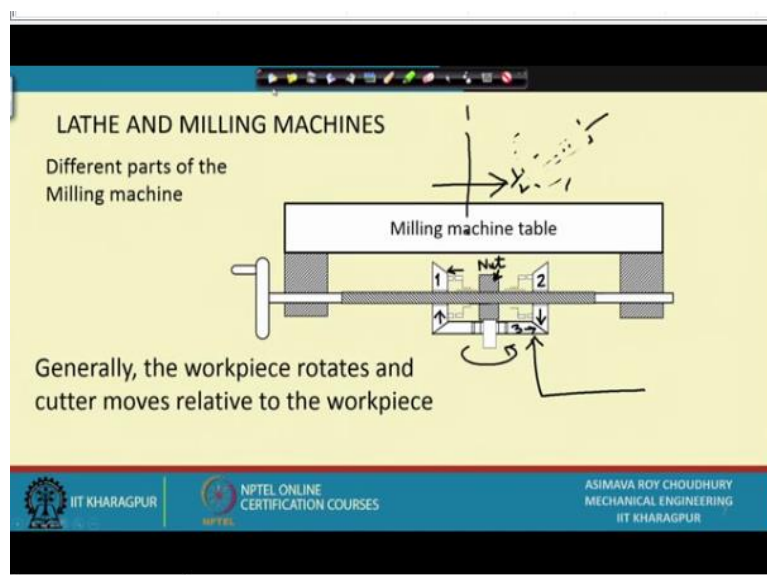 LATHE AND MILLING MACHINES
Different parts of the
Milling machine
Milling machine table
Nut
1
2
3
Generally, the workpiece rotates and
cutter moves relative to the workpiece
IIT KHARAGPUR
NPTEL ONLINE
CERTIFICATION COURSES
NPTEL
ASIMAVA ROY CHOUDHURY
MECHANICAL ENGINEERING
IIT KHARAGPUR